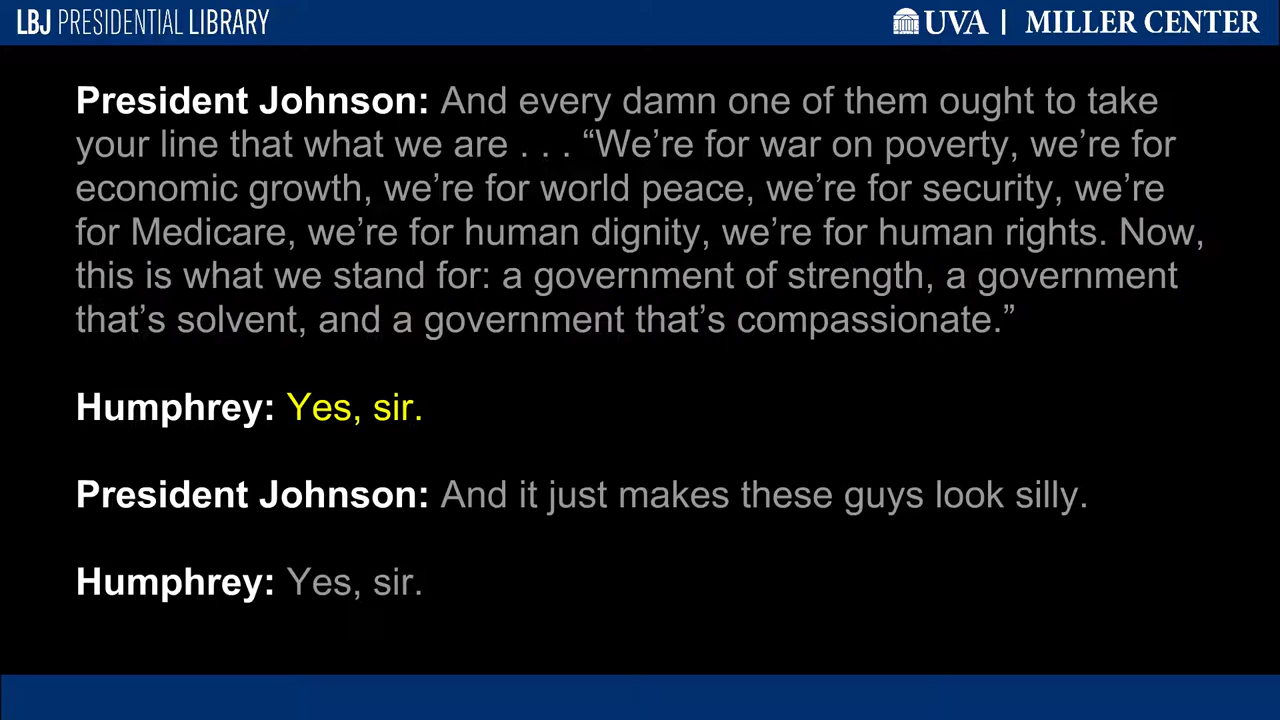 LBJ PRESIDENTIAL LIBRARY
UVA | MILLER CENTER
President Johnson: And every damn one of them ought to take
your line that what we are . . . “We’re for war on poverty, we’re for
economic growth, we’re for world peace, we’re for security, we’re
for Medicare, we’re for human dignity, we’re for human rights. Now,
this is what we stand for: a government of strength, a government
that’s solvent, and a government that’s compassionate.”
Humphrey: Yes, sir.
President Johnson: And it just makes these guys look silly.
Humphrey: Yes, sir.